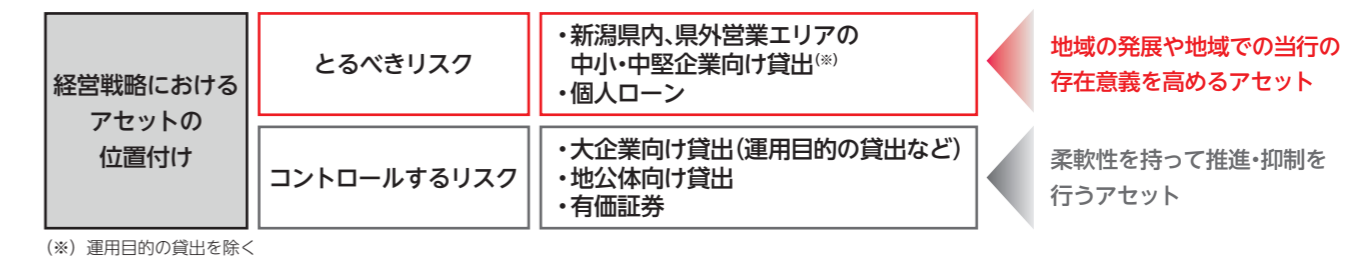 経営戦略における
アセットの
位置付け
とるべきリスク
・新潟県内、県外営業エリアの
中小・中堅企業向け貸出(※)
・個人ローン
地域の発展や地域での当行の
存在意義を高めるアセット
コントロールするリスク
・大企業向け貸出(運用目的の貸出など)
・地公体向け貸出
・有価証券
柔軟性を持って推進・抑制を
行うアセット
(※) 運用目的の貸出を除く